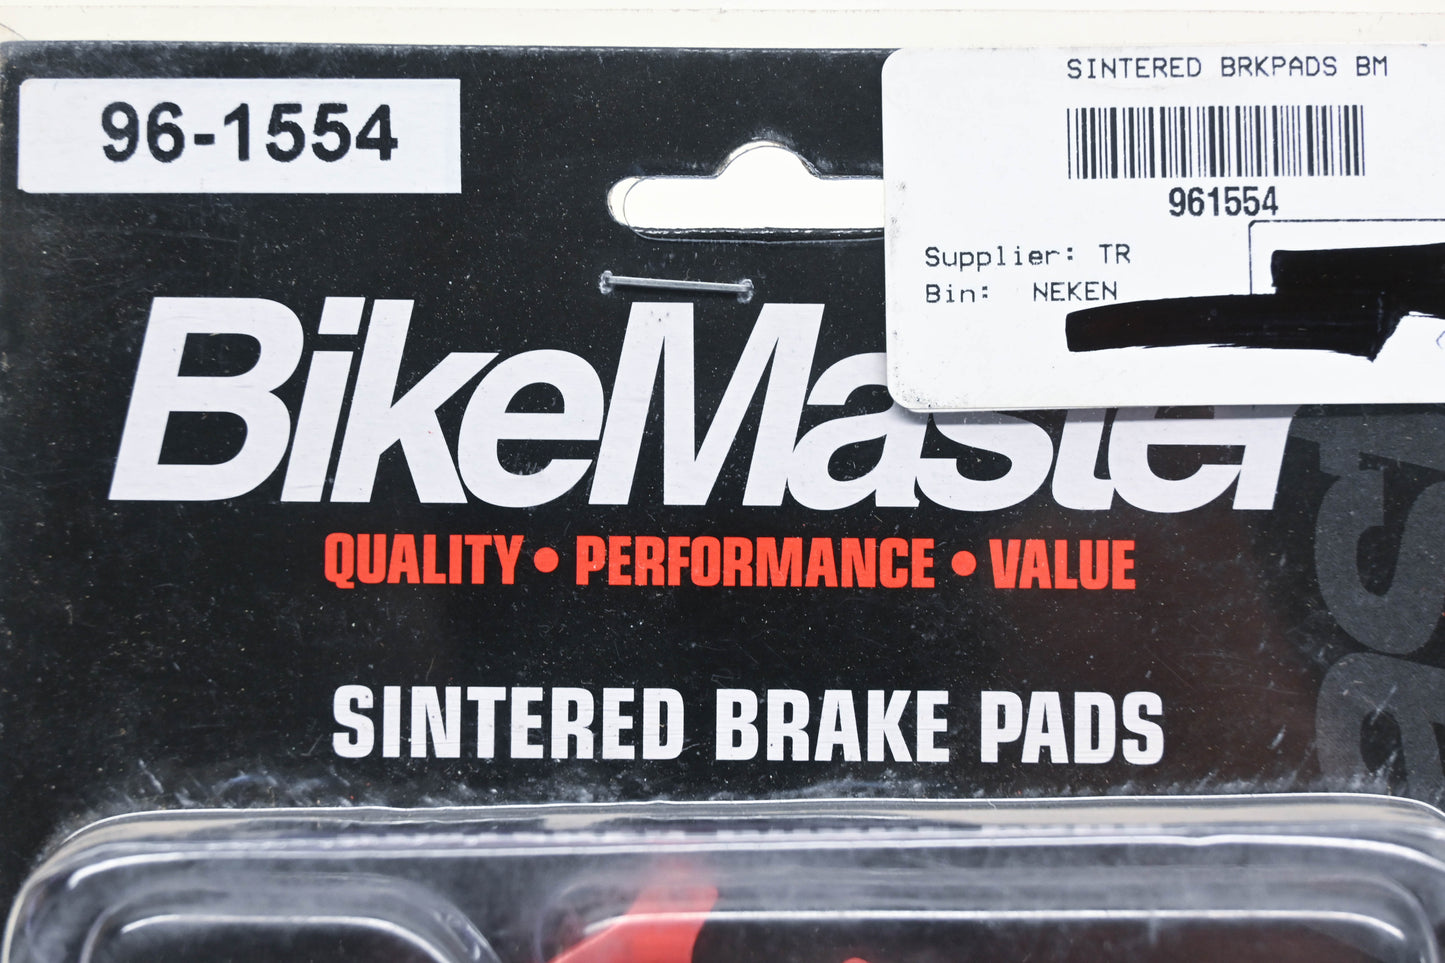 96-1554
SINTERED BRKPADS BM
961554
Supplier: TR
Bin: NEKEN
BikeMaster
QUALITY • PERFORMANCE • VALUE
SINTERED BRAKE PADS